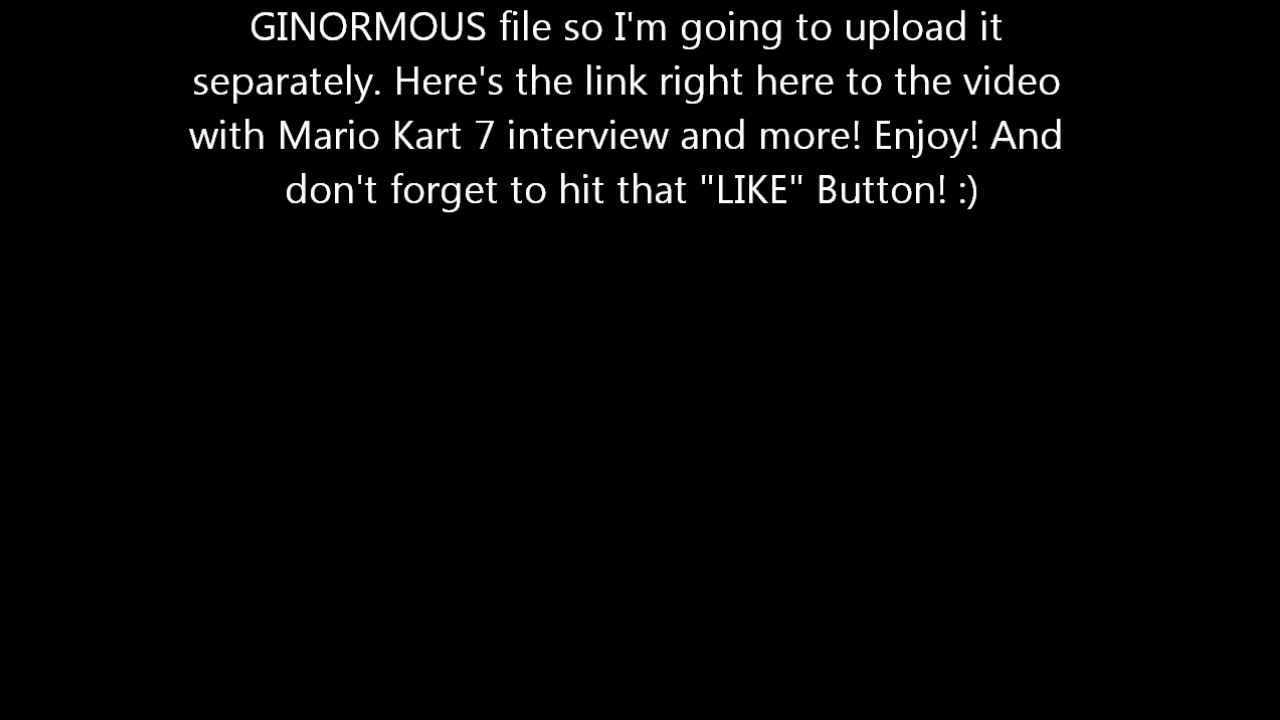 GINORMOUS file so I'm going to upload it
separately. Here's the link right here to the video
with Mario Kart 7 interview and more! Enjoy! And
don't forget to hit that "LIKE" Button! :)